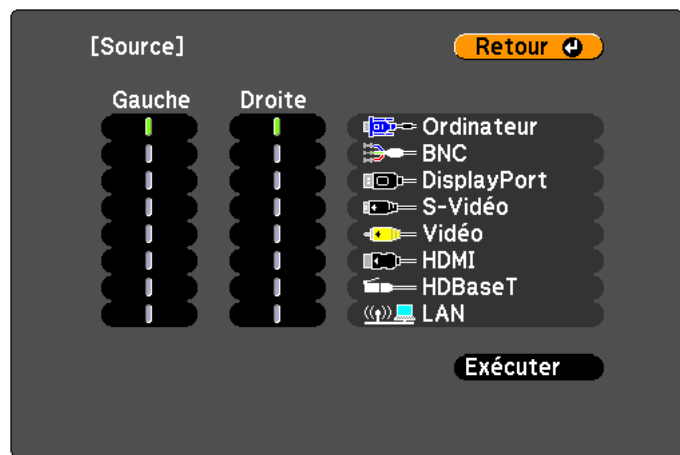 [Source]
Retour
Gauche Droite
Ordinateur
BNC
DisplayPort
S-Vidéo
Vidéo
HDMI
HDBaseT
LAN
Exécuter